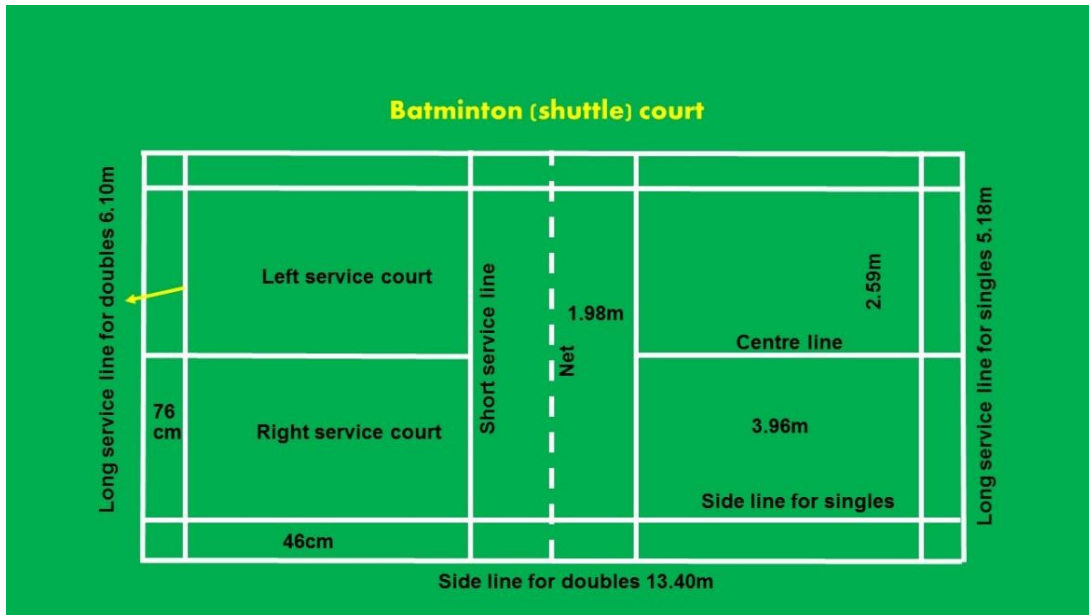 Batminton (shuttle) court
Long service line for doubles 6.10m
Left service court
Short service line
1.98m
Net
2.59m
Centre line
Long service line for singles 5.18m
76
cm
Right service court
3.96m
Side line for singles
46cm
Side line for doubles 13.40m